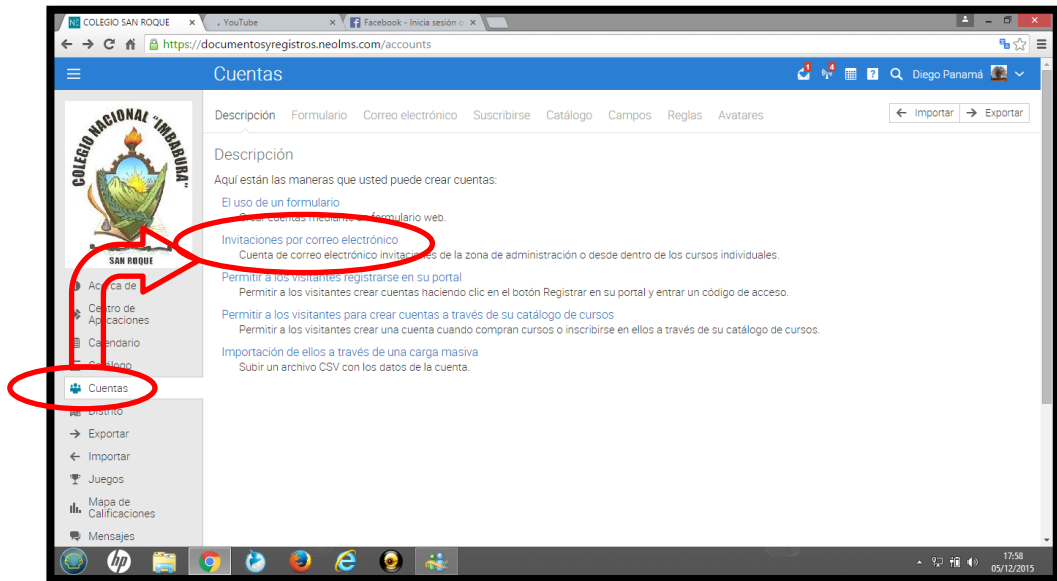 COLEGIO SAN ROQUE
YouTube
Facebook - Inicia sesión o
https://documentosyregistros.neolms.com/accounts
Cuentas
1
4
Diego Panamá
COLEGIO NACIONAL "IMBABURA"
SAN ROQUE
Descripción Formulario Correo electrónico Suscribirse Catálogo Campos Reglas Avatares
Importar Exportar
Descripción
Aquí están las maneras que usted puede crear cuentas:
El uso de un formulario
Crear cuentas mediante un formulario web.
Invitaciones por correo electrónico
Cuenta de correo electrónico invitaciones de la zona de administración o desde dentro de los cursos individuales.
Permitir a los visitantes registrarse en su portal
Permitir a los visitantes crear cuentas haciendo clic en el botón Registrar en su portal y entrar un código de acceso.
Permitir a los visitantes para crear cuentas a través de su catálogo de cursos
Permitir a los visitantes crear una cuenta cuando compran cursos o inscribirse en ellos a través de su catálogo de cursos.
Importación de ellos a través de una carga masiva
Subir un archivo CSV con los datos de la cuenta.
Acerca de
Centro de
Aplicaciones
Calendario
Catálogo
Cuentas
Distrito
Exportar
Importar
Juegos
Mapa de
Calificaciones
Mensajes
hp
17:58
05/12/2015